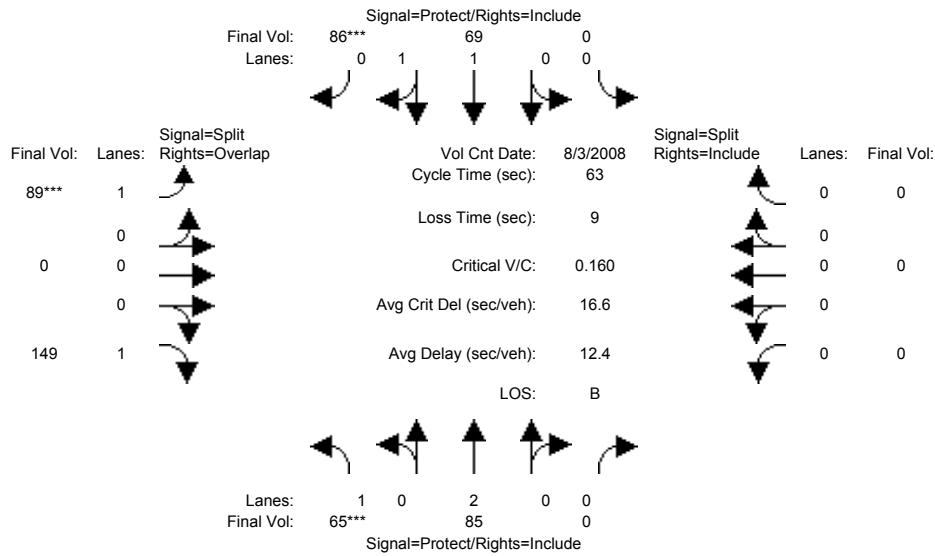 Signal=Protect/Rights=Include
Final Vol: 86*** 69 0
Lanes: 0 1 1 0 0
Signal=Split Signal=Split
Final Vol: Lanes: Rights=Overlap Vol Cnt Date: 8/3/2008 Rights=Include Lanes: Final Vol:
Cycle Time (sec): 63
89*** 1 0 0
Loss Time (sec): 9
0 0
0 0 Critical V/C: 0.160 0 0
0 Avg Crit Del (sec/veh): 16.6 0
149 1 Avg Delay (sec/veh): 12.4 0 0
LOS: B
Lanes: 1 0 2 0 0
Final Vol: 65*** 85 0
Signal=Protect/Rights=Include